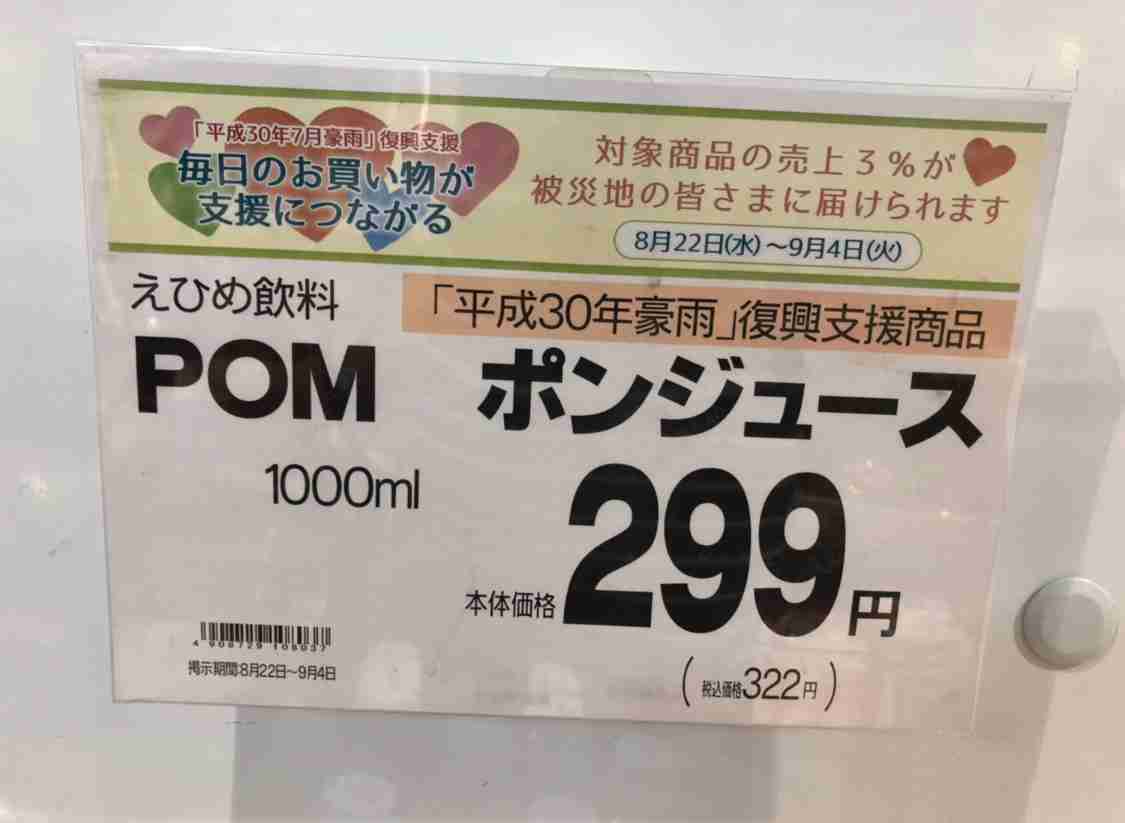 「平成30年7月豪雨」復興支援
毎日のお買い物が
支援につながる
対象商品の売上3%が
被災地の皆さまに届けられます
8月22日(水)〜9月4日(火)
えひめ飲料
「平成30年豪雨」復興支援商品
POM ポンジュース
1000ml
本体価格 299円
(税込価格322円)
4 908729 108037
掲示期間:8月22日〜9月4日